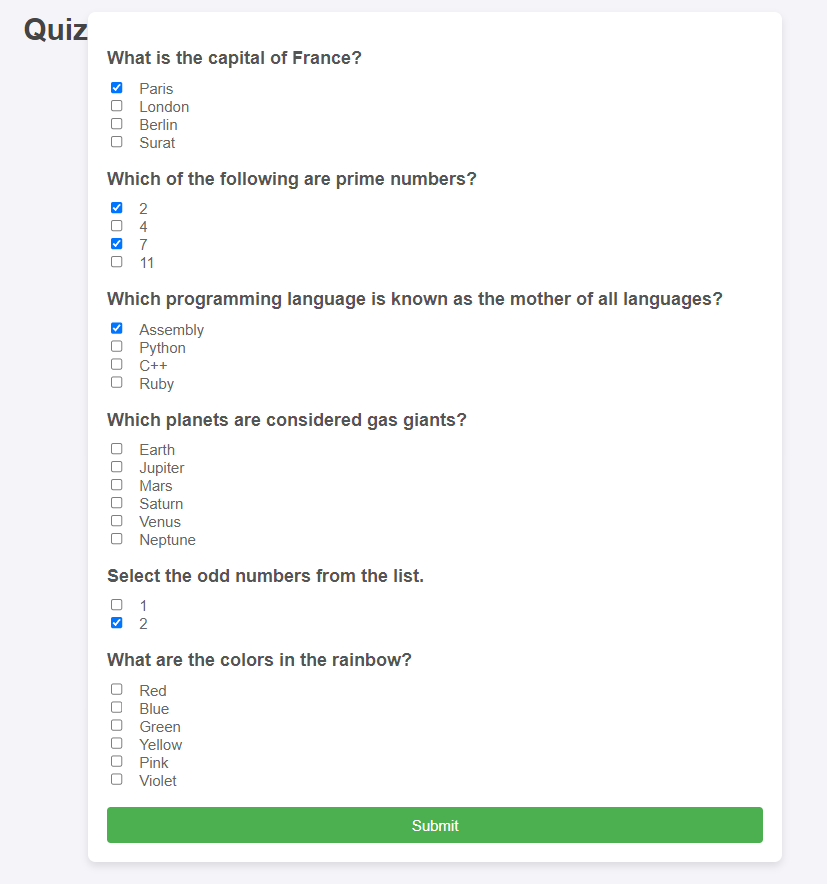 Quiz
What is the capital of France?
Paris
London
Berlin
Surat
Which of the following are prime numbers?
2
4
7
11
Which programming language is known as the mother of all languages?
Assembly
Python
C++
Ruby
Which planets are considered gas giants?
Earth
Jupiter
Mars
Saturn
Venus
Neptune
Select the odd numbers from the list.
1
2
What are the colors in the rainbow?
Red
Blue
Green
Yellow
Pink
Violet
Submit